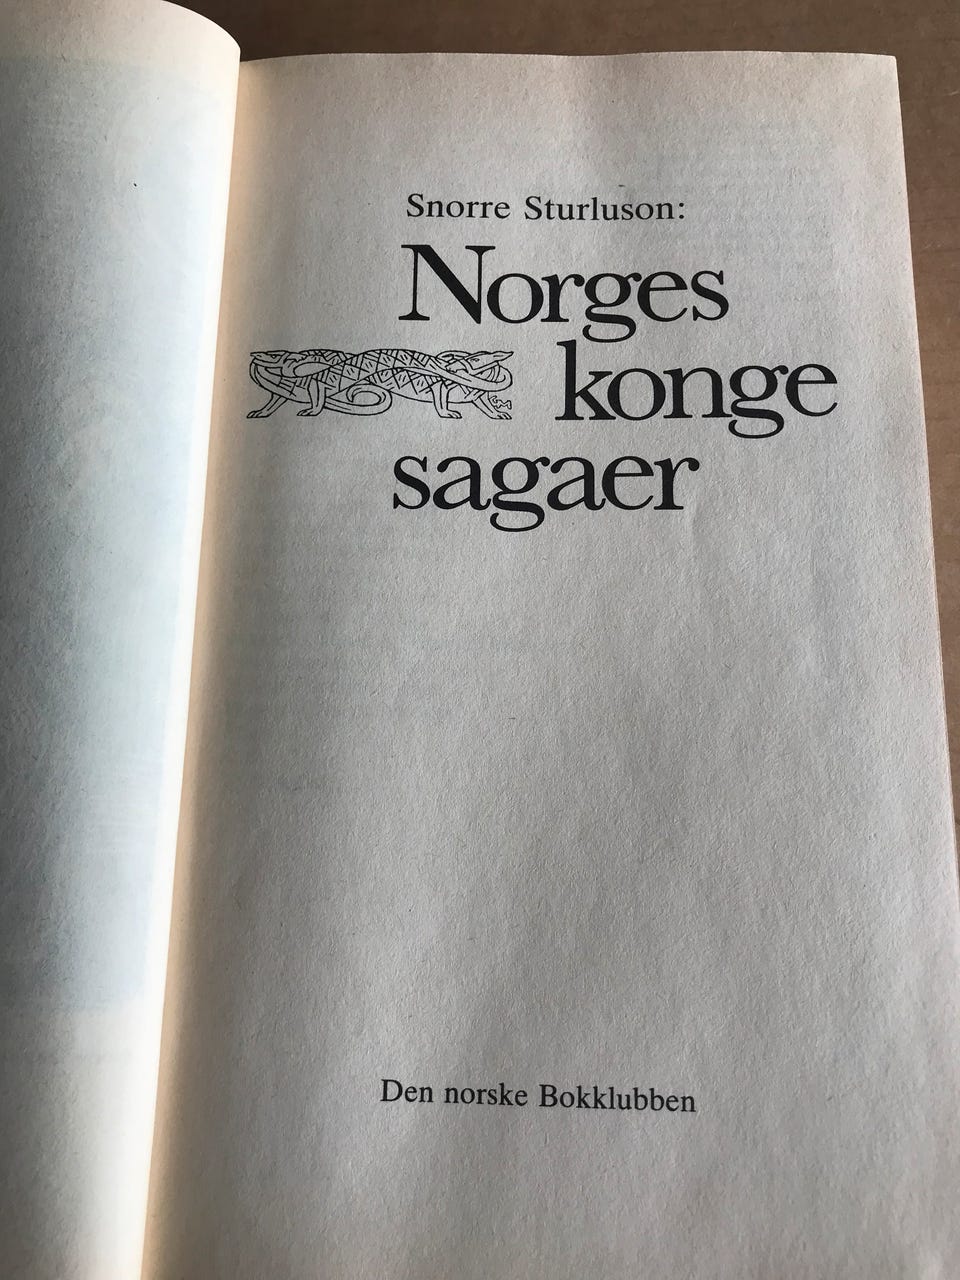 Snorre Sturluson:
Norges
konge
sagaer
Den norske Bokklubben